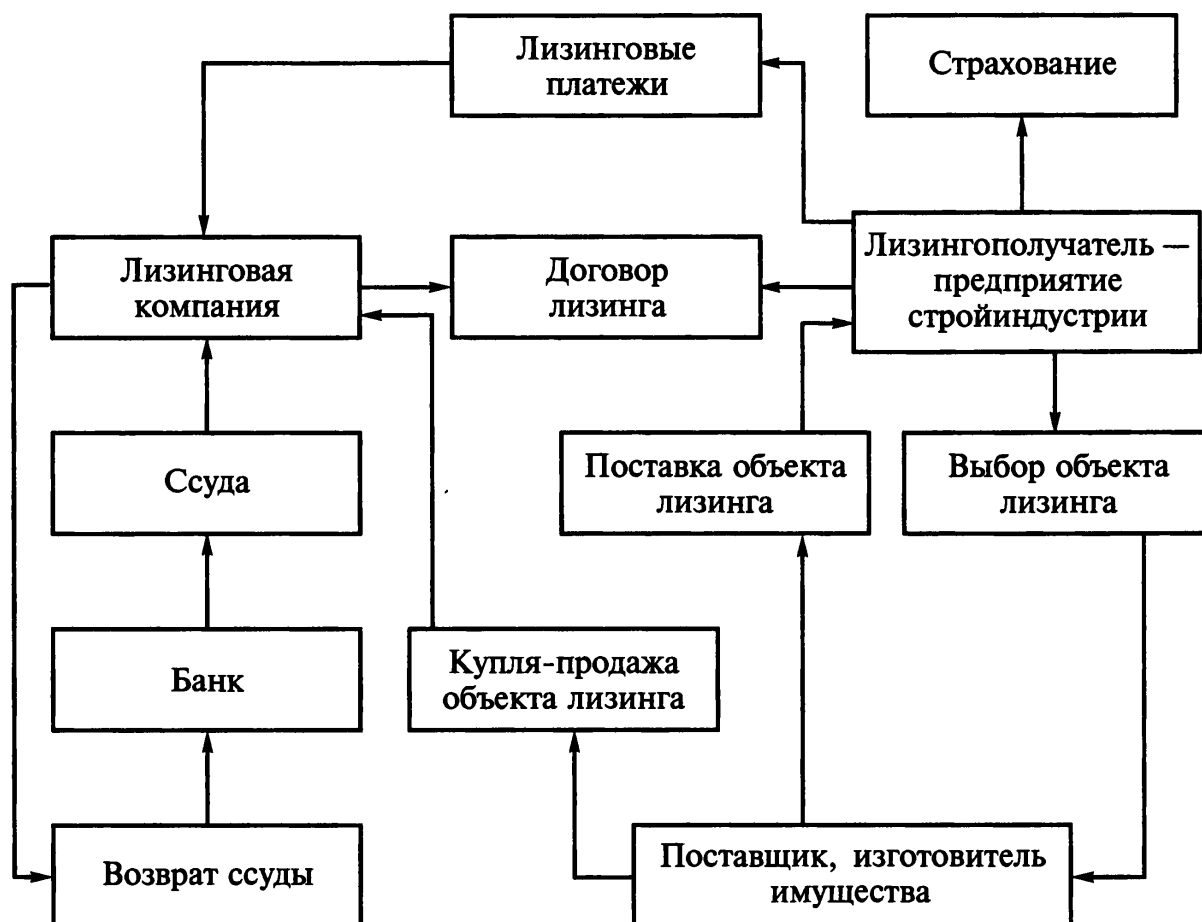 Лизинговые
платежи
Страхование
Лизинговая
компания
Договор
лизинга
Лизингополучатель —
предприятие
стройиндустрии
Ссуда
Поставка объекта
лизинга
Выбор объекта
лизинга
Банк
Купля-продажа
объекта лизинга
Возврат ссуды
Поставщик, изготовитель
имущества